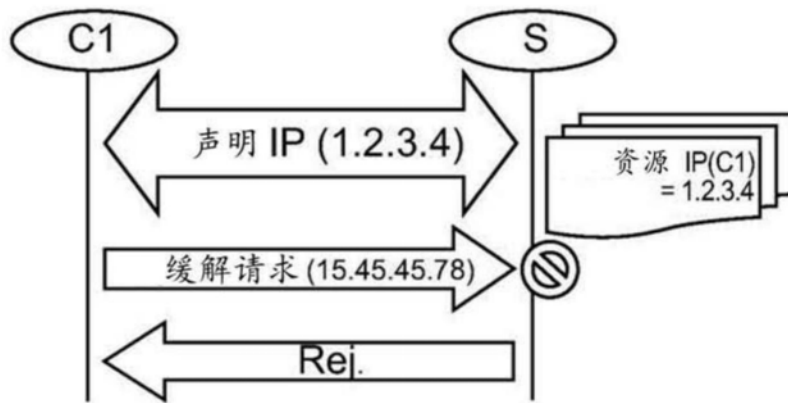 C1
S
声明 IP (1.2.3.4)
资源 IP(C1)
= 1.2.3.4
缓解请求 (15.45.45.78)
Rej.